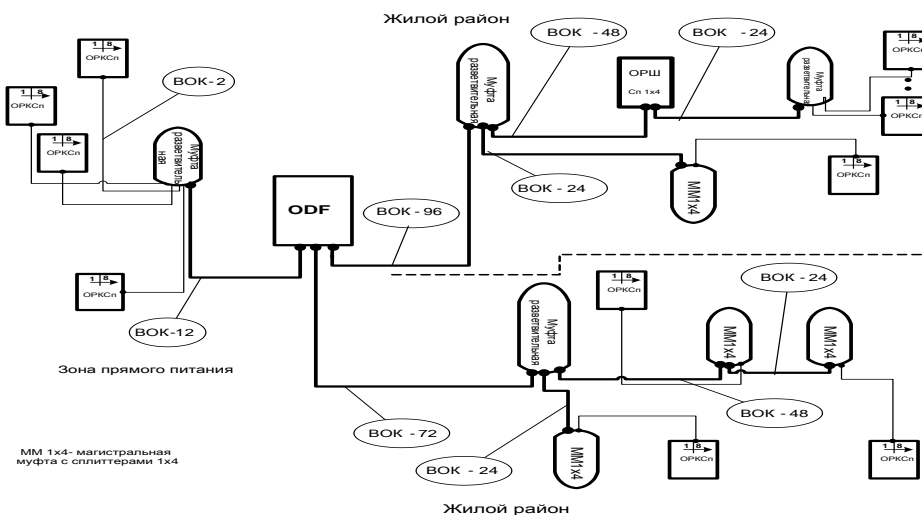 Жилой район
ВОК - 48
ВОК - 24
1 8
ОРКСп
1 8
ОРКСп
ВОК-2
Муфта
разветвительная
ОРШ
Сп 1х4
Муфта
разветвительная
1 8
ОРКСп
1 8
ОРКСп
1 8
ОРКСп
Муфта
разветвитель
ная
ВОК - 24
ММ1х4
1 8
ОРКСп
ODF
ВОК - 96
1 8
ОРКСп
ВОК-12
1 8
ОРКСп
ВОК - 24
Муфта
разветвительная
ММ1х4
ММ1х4
Зона прямого питания
ВОК - 72
ВОК - 48
ММ 1х4- магистральная
муфта с сплиттерами 1х4
ВОК - 24
ММ1х4
1 8
ОРКСп
1 8
ОРКСп
Жилой район